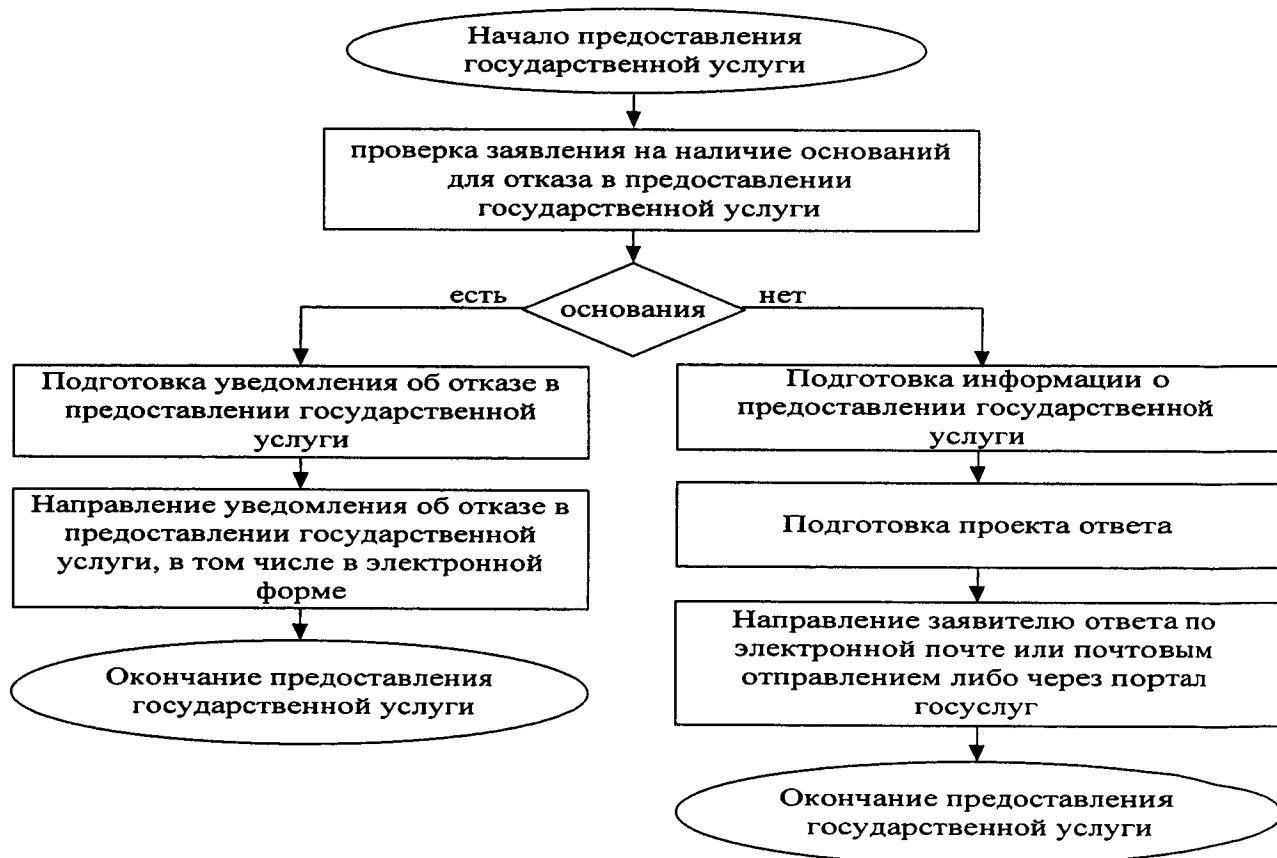 Начало предоставления
государственной услуги
проверка заявления на наличие оснований
для отказа в предоставлении
государственной услуги
есть
основания
нет
Подготовка уведомления об отказе в
предоставлении государственной
услуги
Направление уведомления об отказе в
предоставлении государственной
услуги, в том числе в электронной
форме
Окончание предоставления
государственной услуги
Подготовка информации о
предоставлении государственной
услуги
Подготовка проекта ответа
Направление заявителю ответа по
электронной почте или почтовым
отправлением либо через портал
госуслуг
Окончание предоставления
государственной услуги